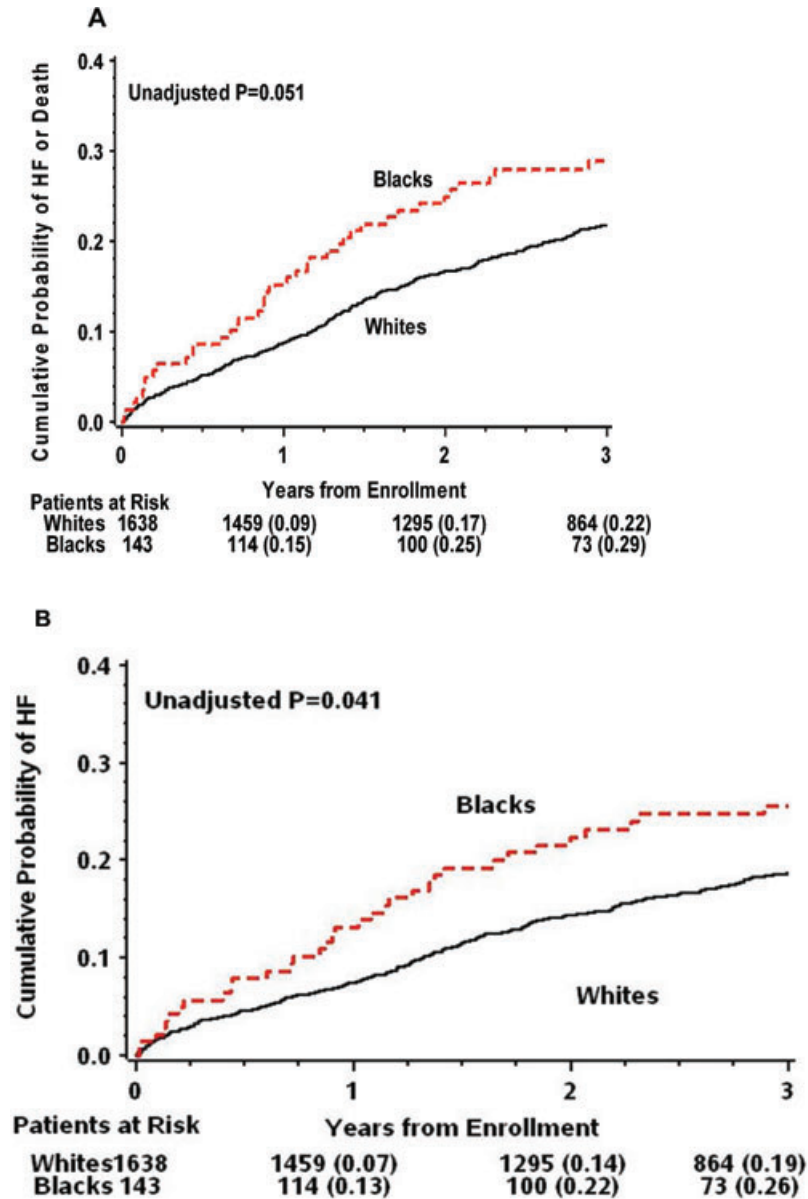 A
Cumulative Probability of HF or Death
0.4
0.3
0.2
0.1
0.0
Unadjusted P=0.051
Blacks
Whites
0 1 2 3
Years from Enrollment
Patients at Risk
Whites 1638 1459 (0.09) 1295 (0.17) 864 (0.22)
Blacks 143 114 (0.15) 100 (0.25) 73 (0.29)
B
Cumulative Probability of HF
0.4
0.3
0.2
0.1
0.0
Unadjusted P=0.041
Blacks
Whites
0 1 2 3
Patients at Risk Years from Enrollment
Whites1638 1459 (0.07) 1295 (0.14) 864 (0.19)
Blacks 143 114 (0.13) 100 (0.22) 73 (0.26)